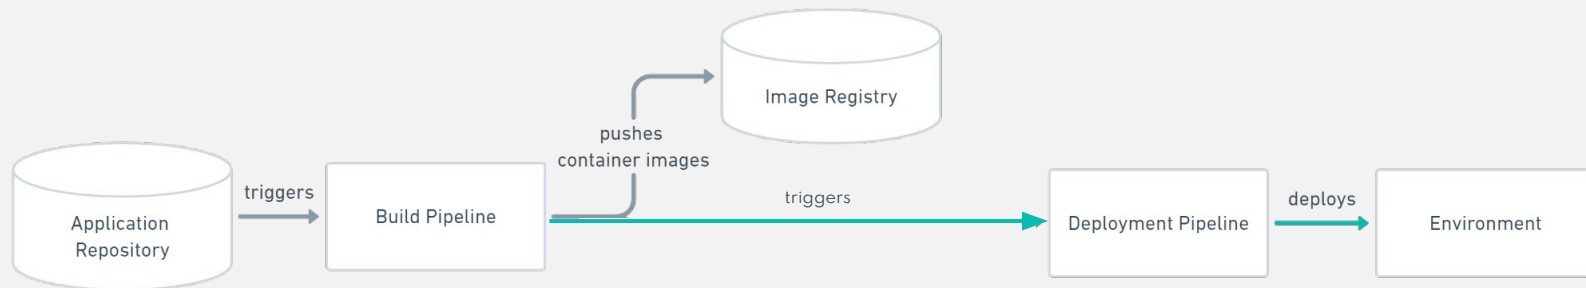 Image Registry
pushes
container images
triggers
Application
Repository
Build Pipeline
triggers
Deployment Pipeline
deploys
Environment